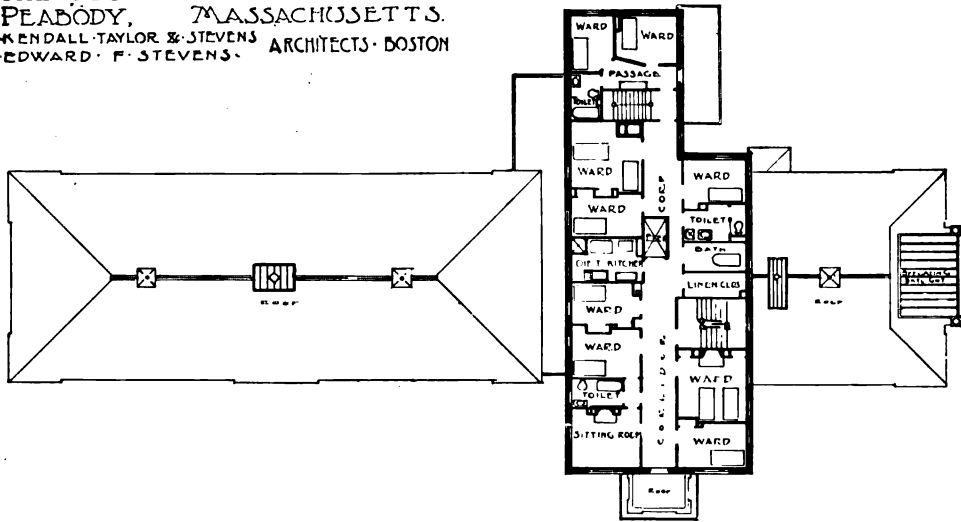 PEABODY, MASSACHUSETTS.
KENDALL·TAYLOR & STEVENS
·EDWARD·F·STEVENS·
ARCHITECTS·BOSTON
WARD
WARD
PASSAGE
TOILET
WARD
WARD
CORR
WARD
TOILET
BATH
DIET KITCHEN
LINEN CLOS
ROOF
ROOF
WARD
WARD
CORRIDOR
WARD
TOILET
SITTING ROOM
WARD
ROOF